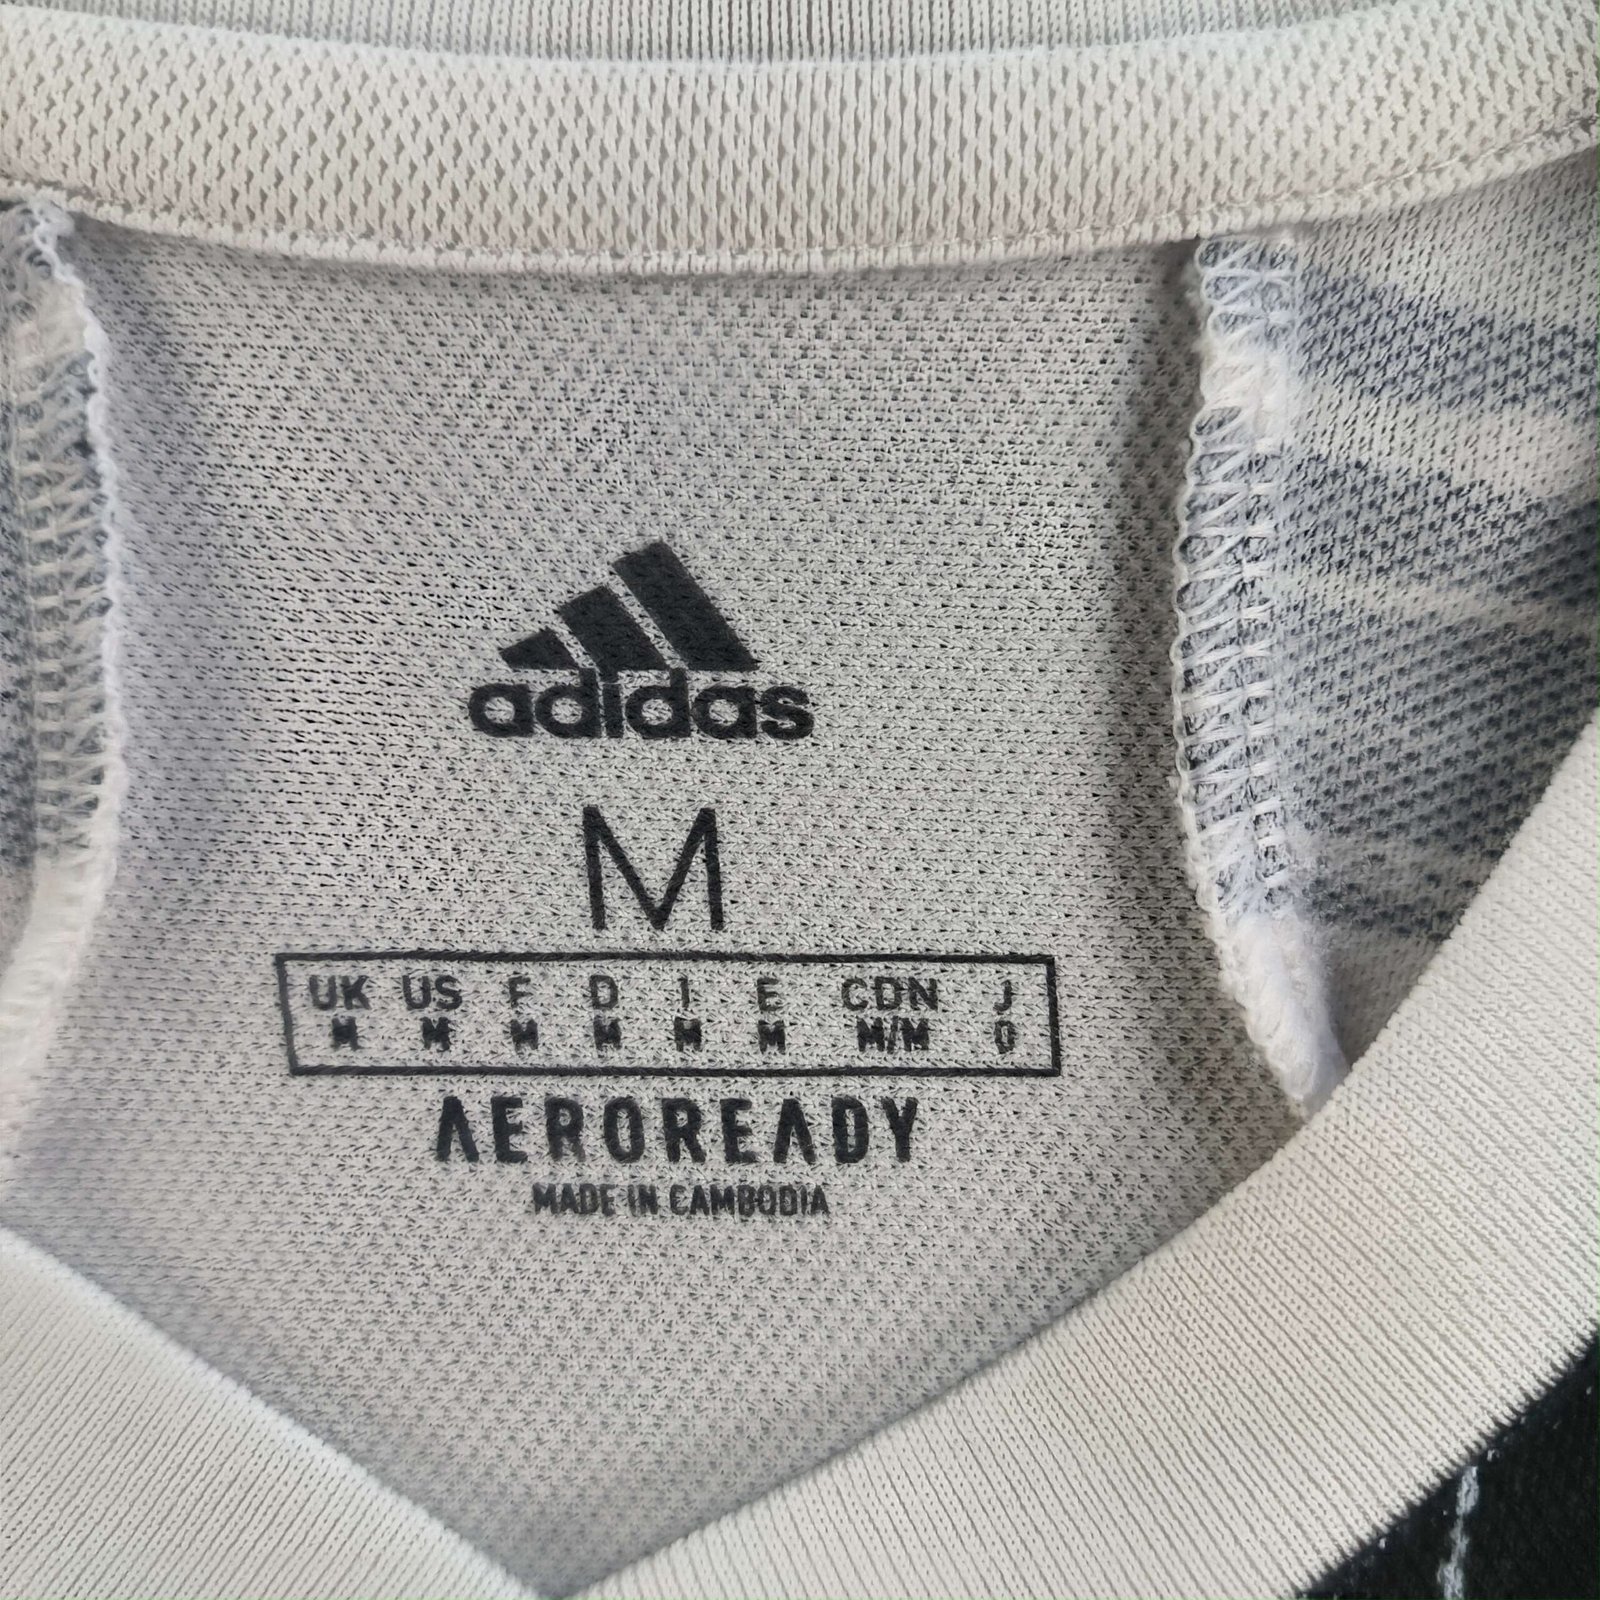 adidas
M
UK US F D I E CDN J
M M M M M M M/M O
AEROREADY
MADE IN CAMBODIA